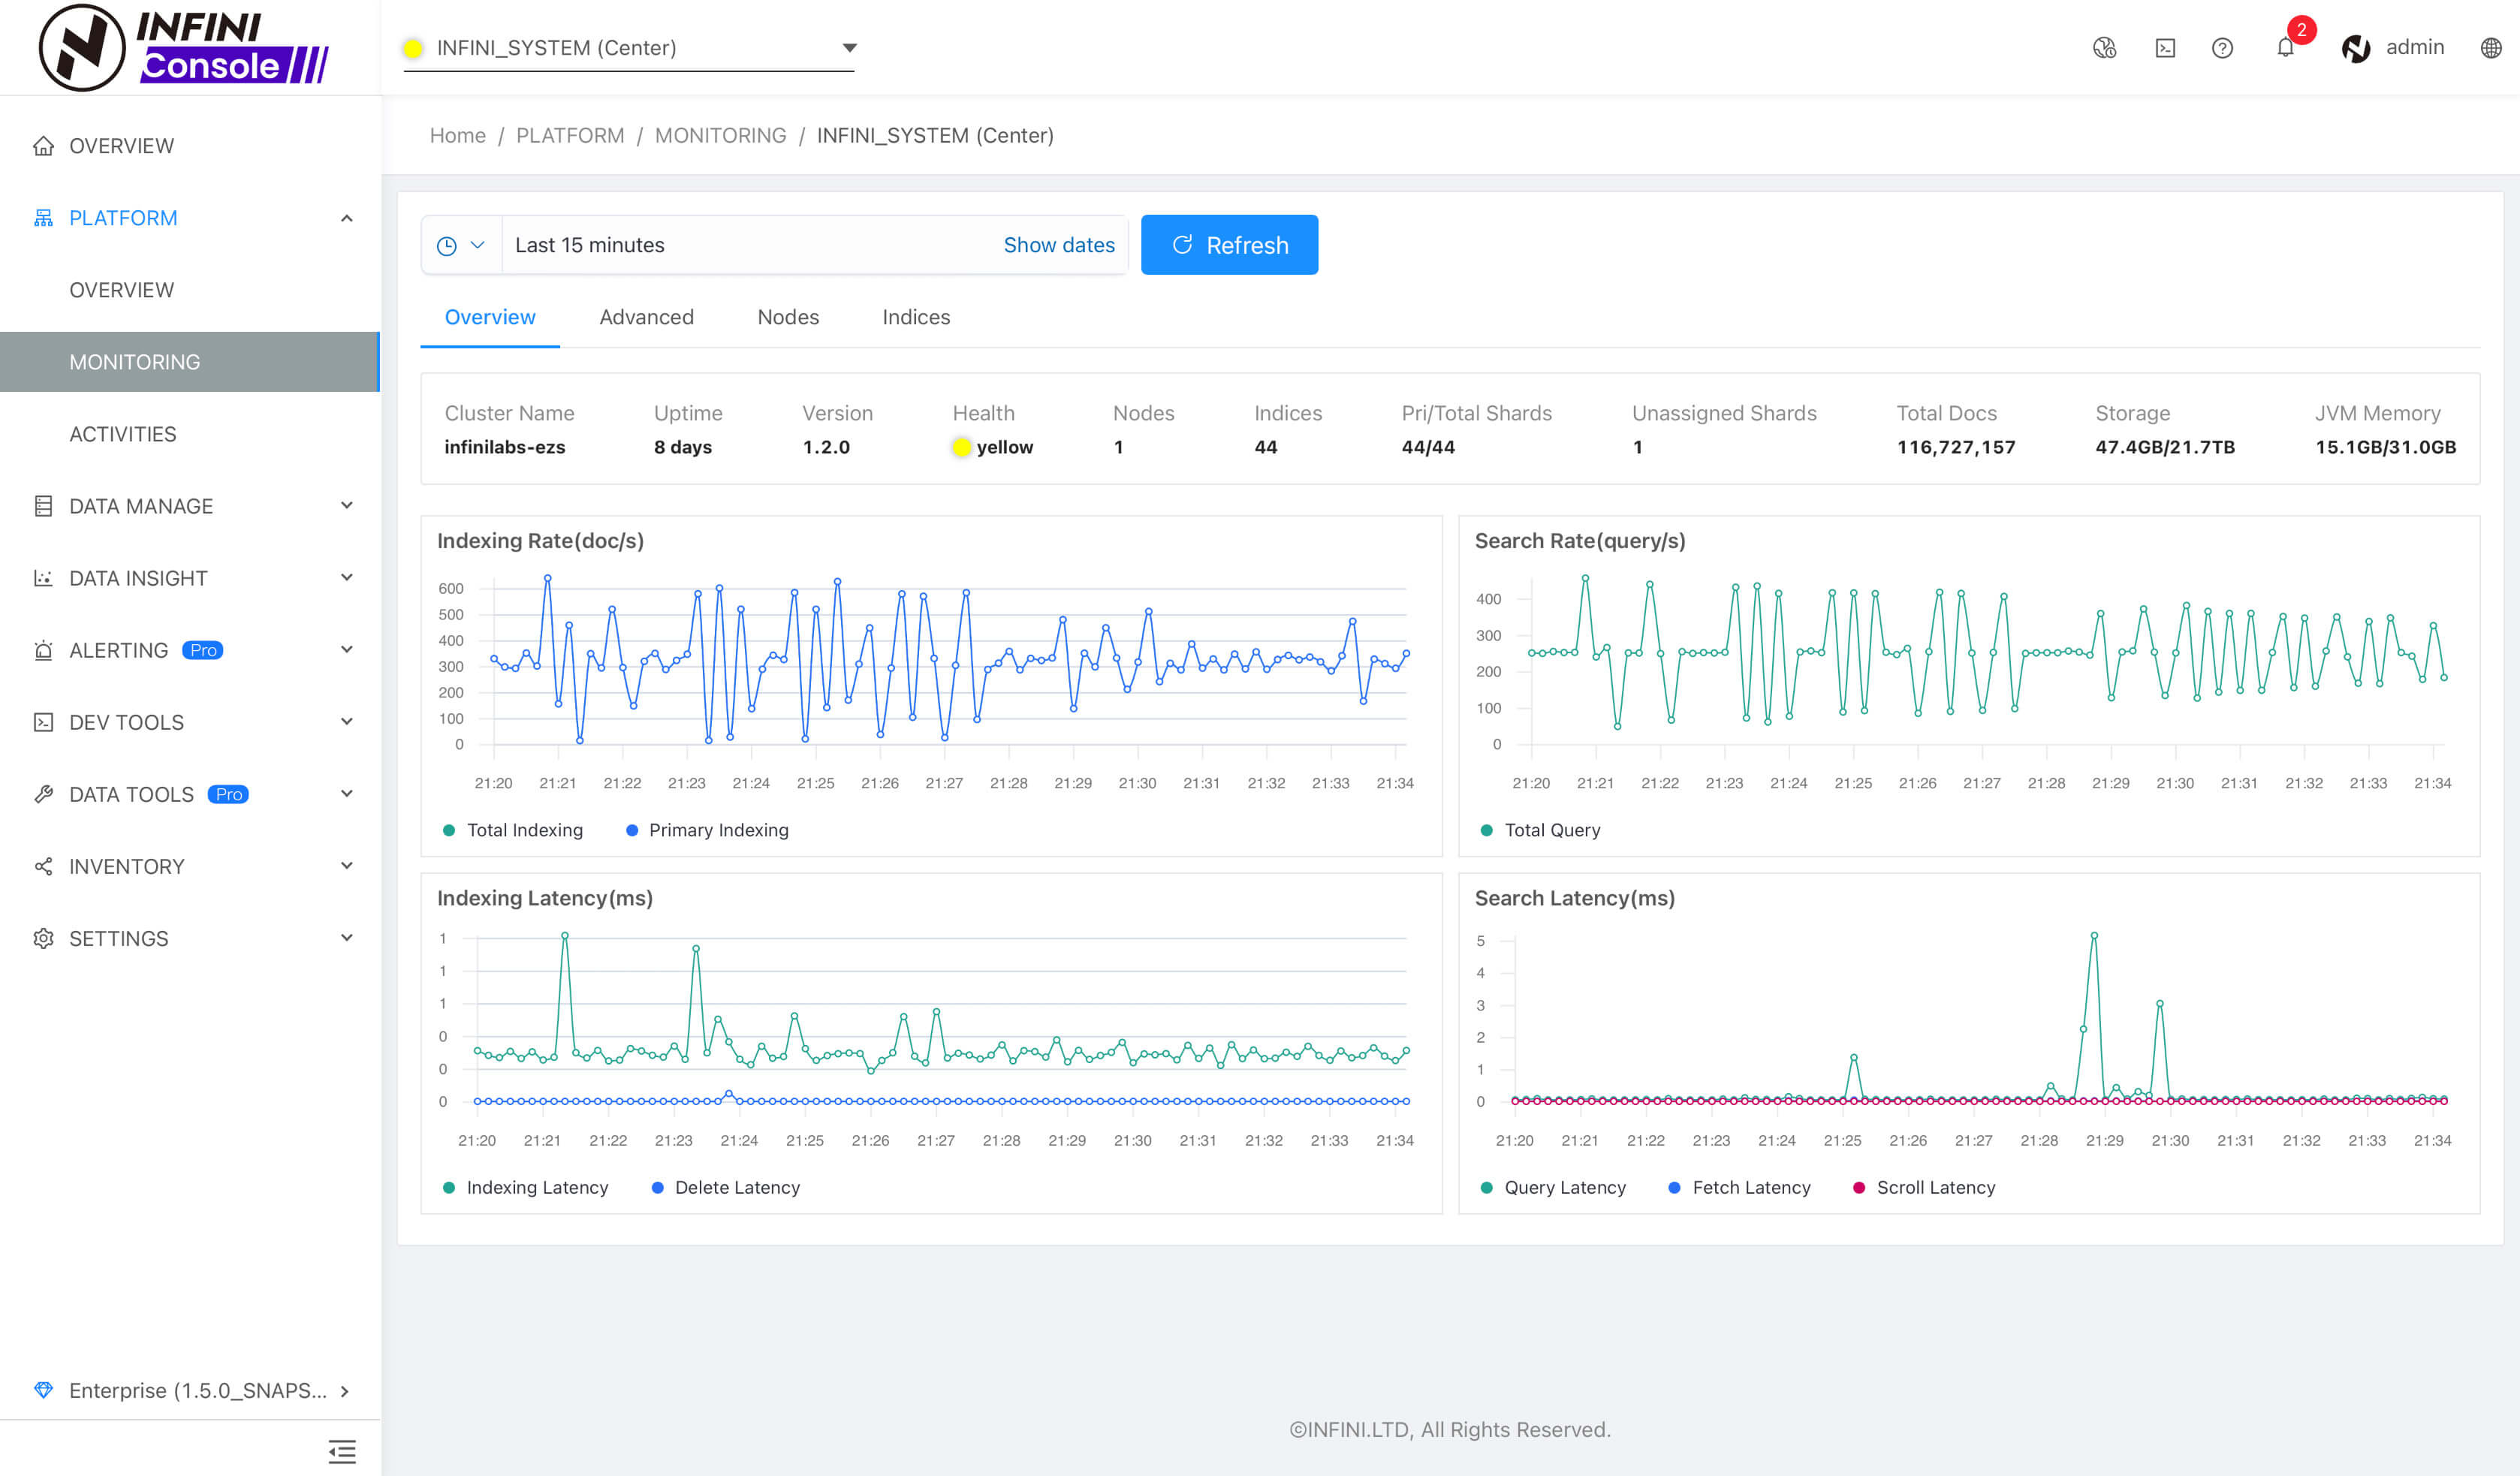 INFINI
Console
INFINI_SYSTEM (Center)
2
admin
OVERVIEW
PLATFORM
OVERVIEW
MONITORING
ACTIVITIES
DATA MANAGE
DATA INSIGHT
ALERTING Pro
DEV TOOLS
DATA TOOLS Pro
INVENTORY
SETTINGS
Enterprise (1.5.0_SNAPS...
Home / PLATFORM / MONITORING / INFINI_SYSTEM (Center)
Last 15 minutes Show dates Refresh
Overview Advanced Nodes Indices
Cluster Name Uptime Version Health Nodes Indices Pri/Total Shards Unassigned Shards Total Docs Storage JVM Memory
infinilabs-ezs 8 days 1.2.0 yellow 1 44 44/44 1 116,727,157 47.4GB/21.7TB 15.1GB/31.0GB
Indexing Rate(doc/s)
600
500
400
300
200
100
0
21:20 21:21 21:22 21:23 21:24 21:25 21:26 21:27 21:28 21:29 21:30 21:31 21:32 21:33 21:34
Total Indexing Primary Indexing
Search Rate(query/s)
400
300
200
100
0
21:20 21:21 21:22 21:23 21:24 21:25 21:26 21:27 21:28 21:29 21:30 21:31 21:32 21:33 21:34
Total Query
Indexing Latency(ms)
1
1
1
0
0
0
21:20 21:21 21:22 21:23 21:24 21:25 21:26 21:27 21:28 21:29 21:30 21:31 21:32 21:33 21:34
Indexing Latency Delete Latency
Search Latency(ms)
5
4
3
2
1
0
21:20 21:21 21:22 21:23 21:24 21:25 21:26 21:27 21:28 21:29 21:30 21:31 21:32 21:33 21:34
Query Latency Fetch Latency Scroll Latency
©INFINI.LTD, All Rights Reserved.